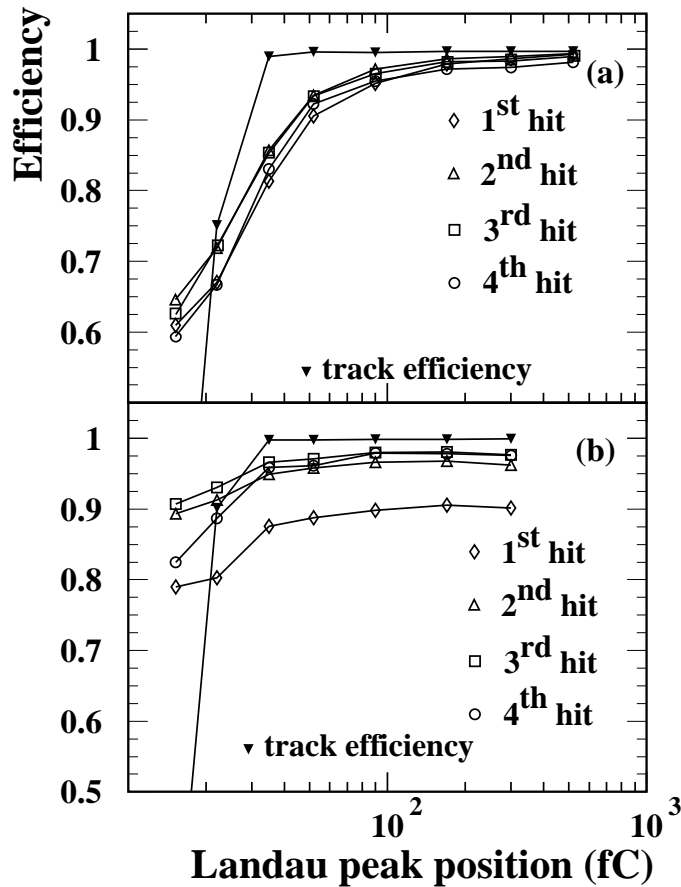 Efficiency
1
0.9
0.8
0.7
0.6
(a)
1st hit
2nd hit
3rd hit
4th hit
track efficiency
1
0.9
0.8
0.7
0.6
0.5
(b)
1st hit
2nd hit
3rd hit
4th hit
track efficiency
10^2
10^3
Landau peak position (fC)